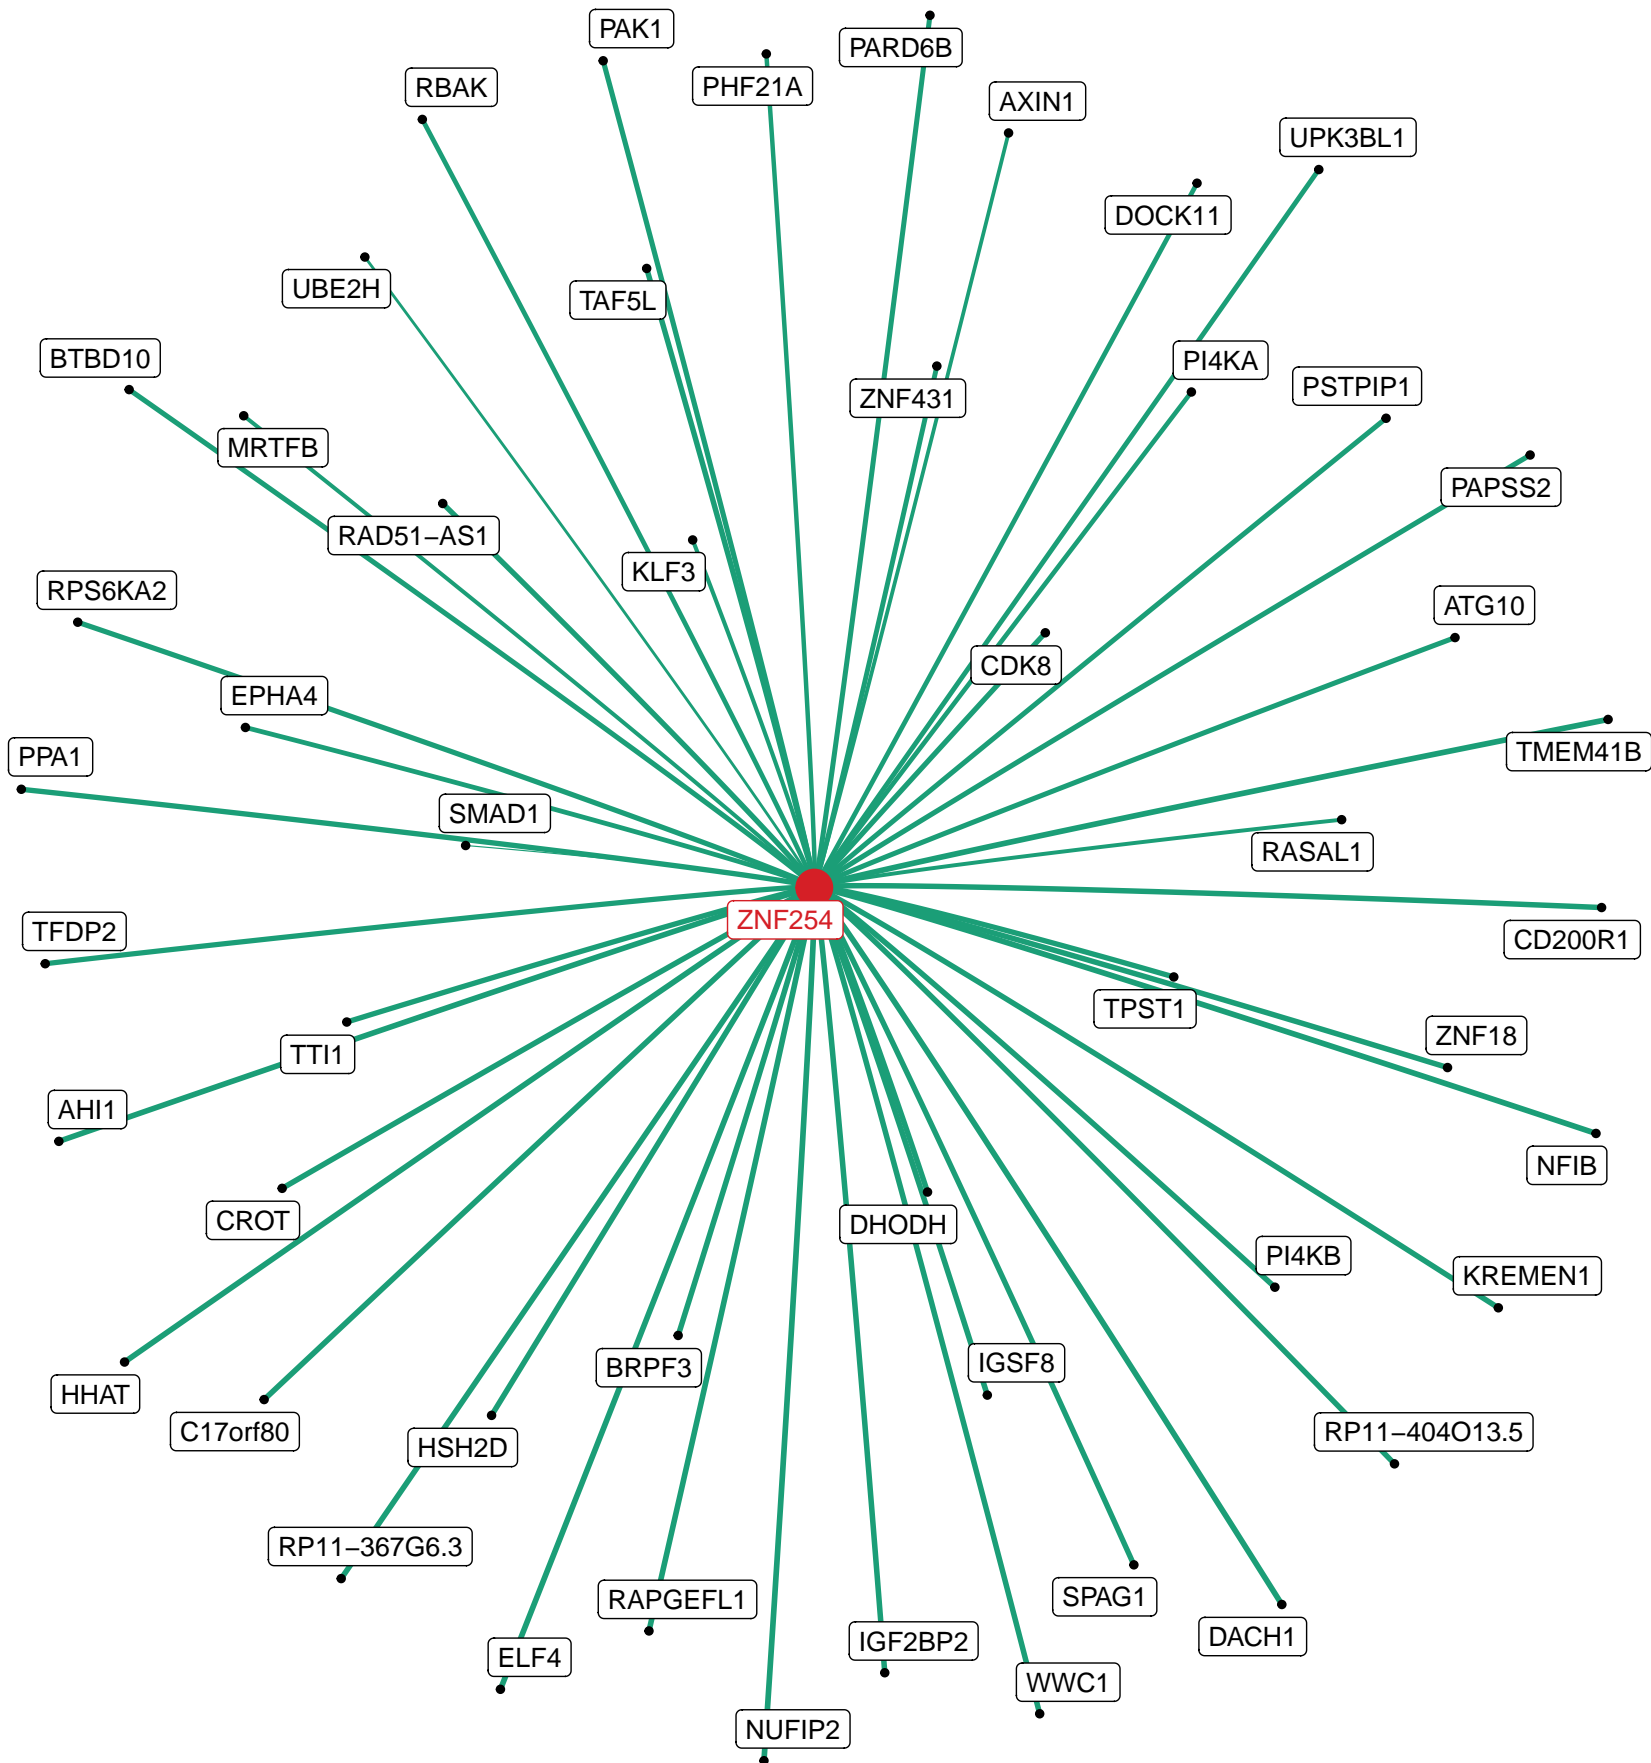 PAK1
PARD6B
RBAK
PHF21A
AXIN1
UPK3BL1
DOCK11
UBE2H
TAF5L
BTBD10
PI4KA
PSTPIP1
ZNF431
MRTFB
PAPSS2
RAD51–AS1
KLF3
RPS6KA2
ATG10
CDK8
EPHA4
TMEM41B
PPA1
SMAD1
RASAL1
ZNF254
TFDP2
CD200R1
TPST1
ZNF18
TTI1
AHI1
NFIB
CROT
DHODH
PI4KB
KREMEN1
IGSF8
BRPF3
HHAT
C17orf80
RP11–404O13.5
HSH2D
RP11–367G6.3
SPAG1
RAPGEFL1
DACH1
IGF2BP2
ELF4
WWC1
NUFIP2